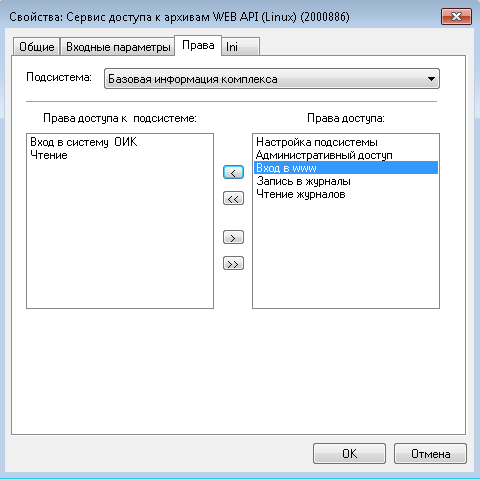 Свойства: Сервис доступа к архивам WEB API (Linux) (2000886)
Общие Входные параметры Права Ini
Подсистема: Базовая информация комплекса
Права доступа к подсистеме: Права доступа:
Вход в систему ОИК
Чтение
<
<<
>
>>
Настройка подсистемы
Административный доступ
Вход в www
Запись в журналы
Чтение журналов
OK Отмена